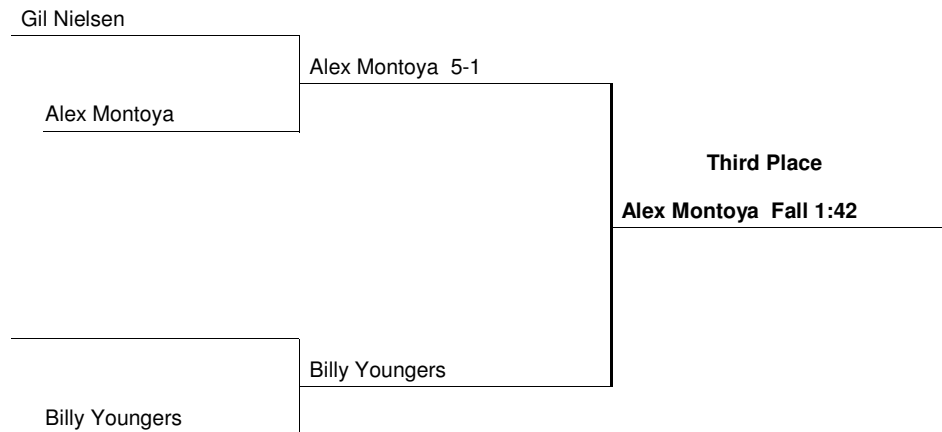 Gil Nielsen
Alex Montoya 5-1
Alex Montoya
Third Place
Alex Montoya Fall 1:42
Billy Youngers
Billy Youngers